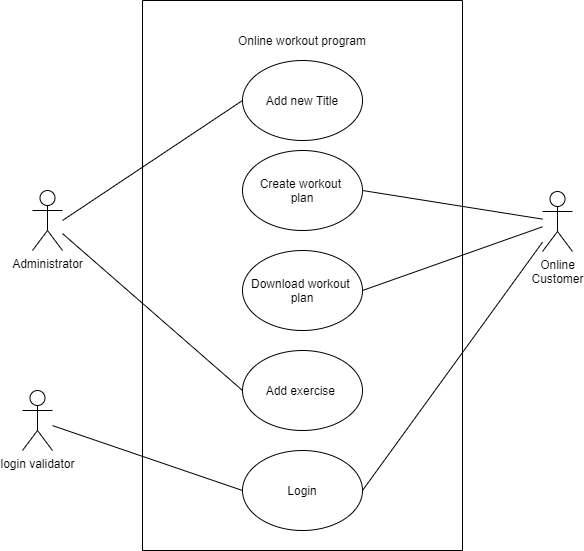 Online workout program
Add new Title
Create workout
plan
Administrator
Online
Customer
Download workout
plan
Add exercise
login validator
Login